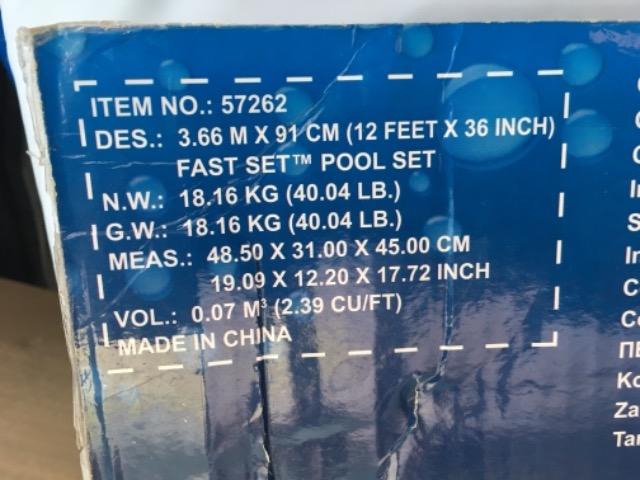 ITEM NO.: 57262
DES.: 3.66 M X 91 CM (12 FEET X 36 INCH)
FAST SET™ POOL SET
N.W.: 18.16 KG (40.04 LB.)
G.W.: 18.16 KG (40.04 LB.)
MEAS.: 48.50 X 31.00 X 45.00 CM
19.09 X 12.20 X 17.72 INCH
VOL.: 0.07 M³ (2.39 CU/FT)
MADE IN CHINA